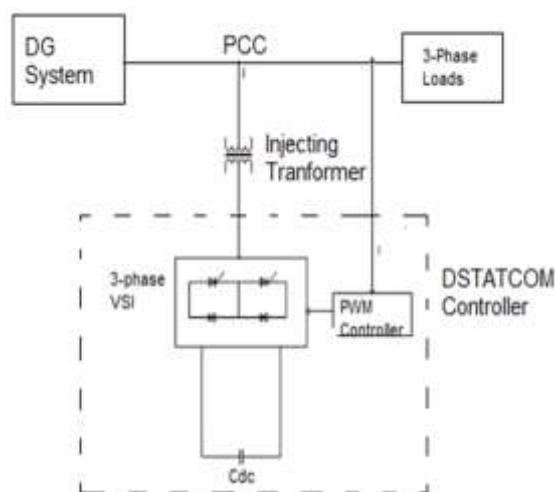 DG
System
PCC
3-Phase
Loads
Injecting
Tranformer
3-phase
VSI
PWM
Controller
DSTATCOM
Controller
Cdc